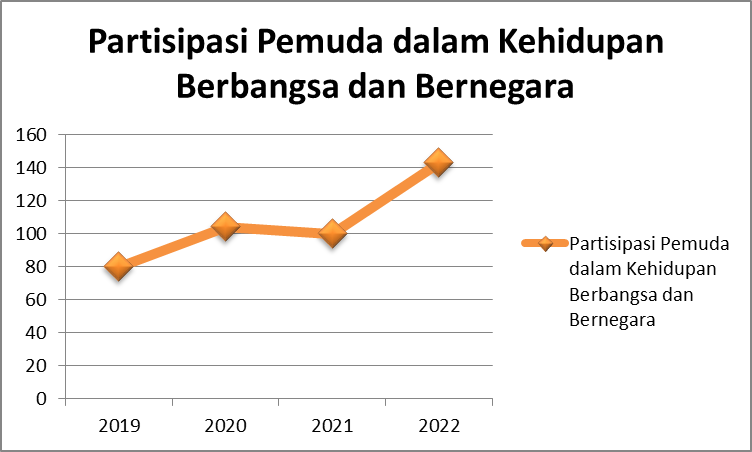 Partisipasi Pemuda dalam Kehidupan
Berbangsa dan Bernegara
160
140
120
100
80
60
40
20
0
2019 2020 2021 2022
Partisipasi Pemuda
dalam Kehidupan
Berbangsa dan
Bernegara